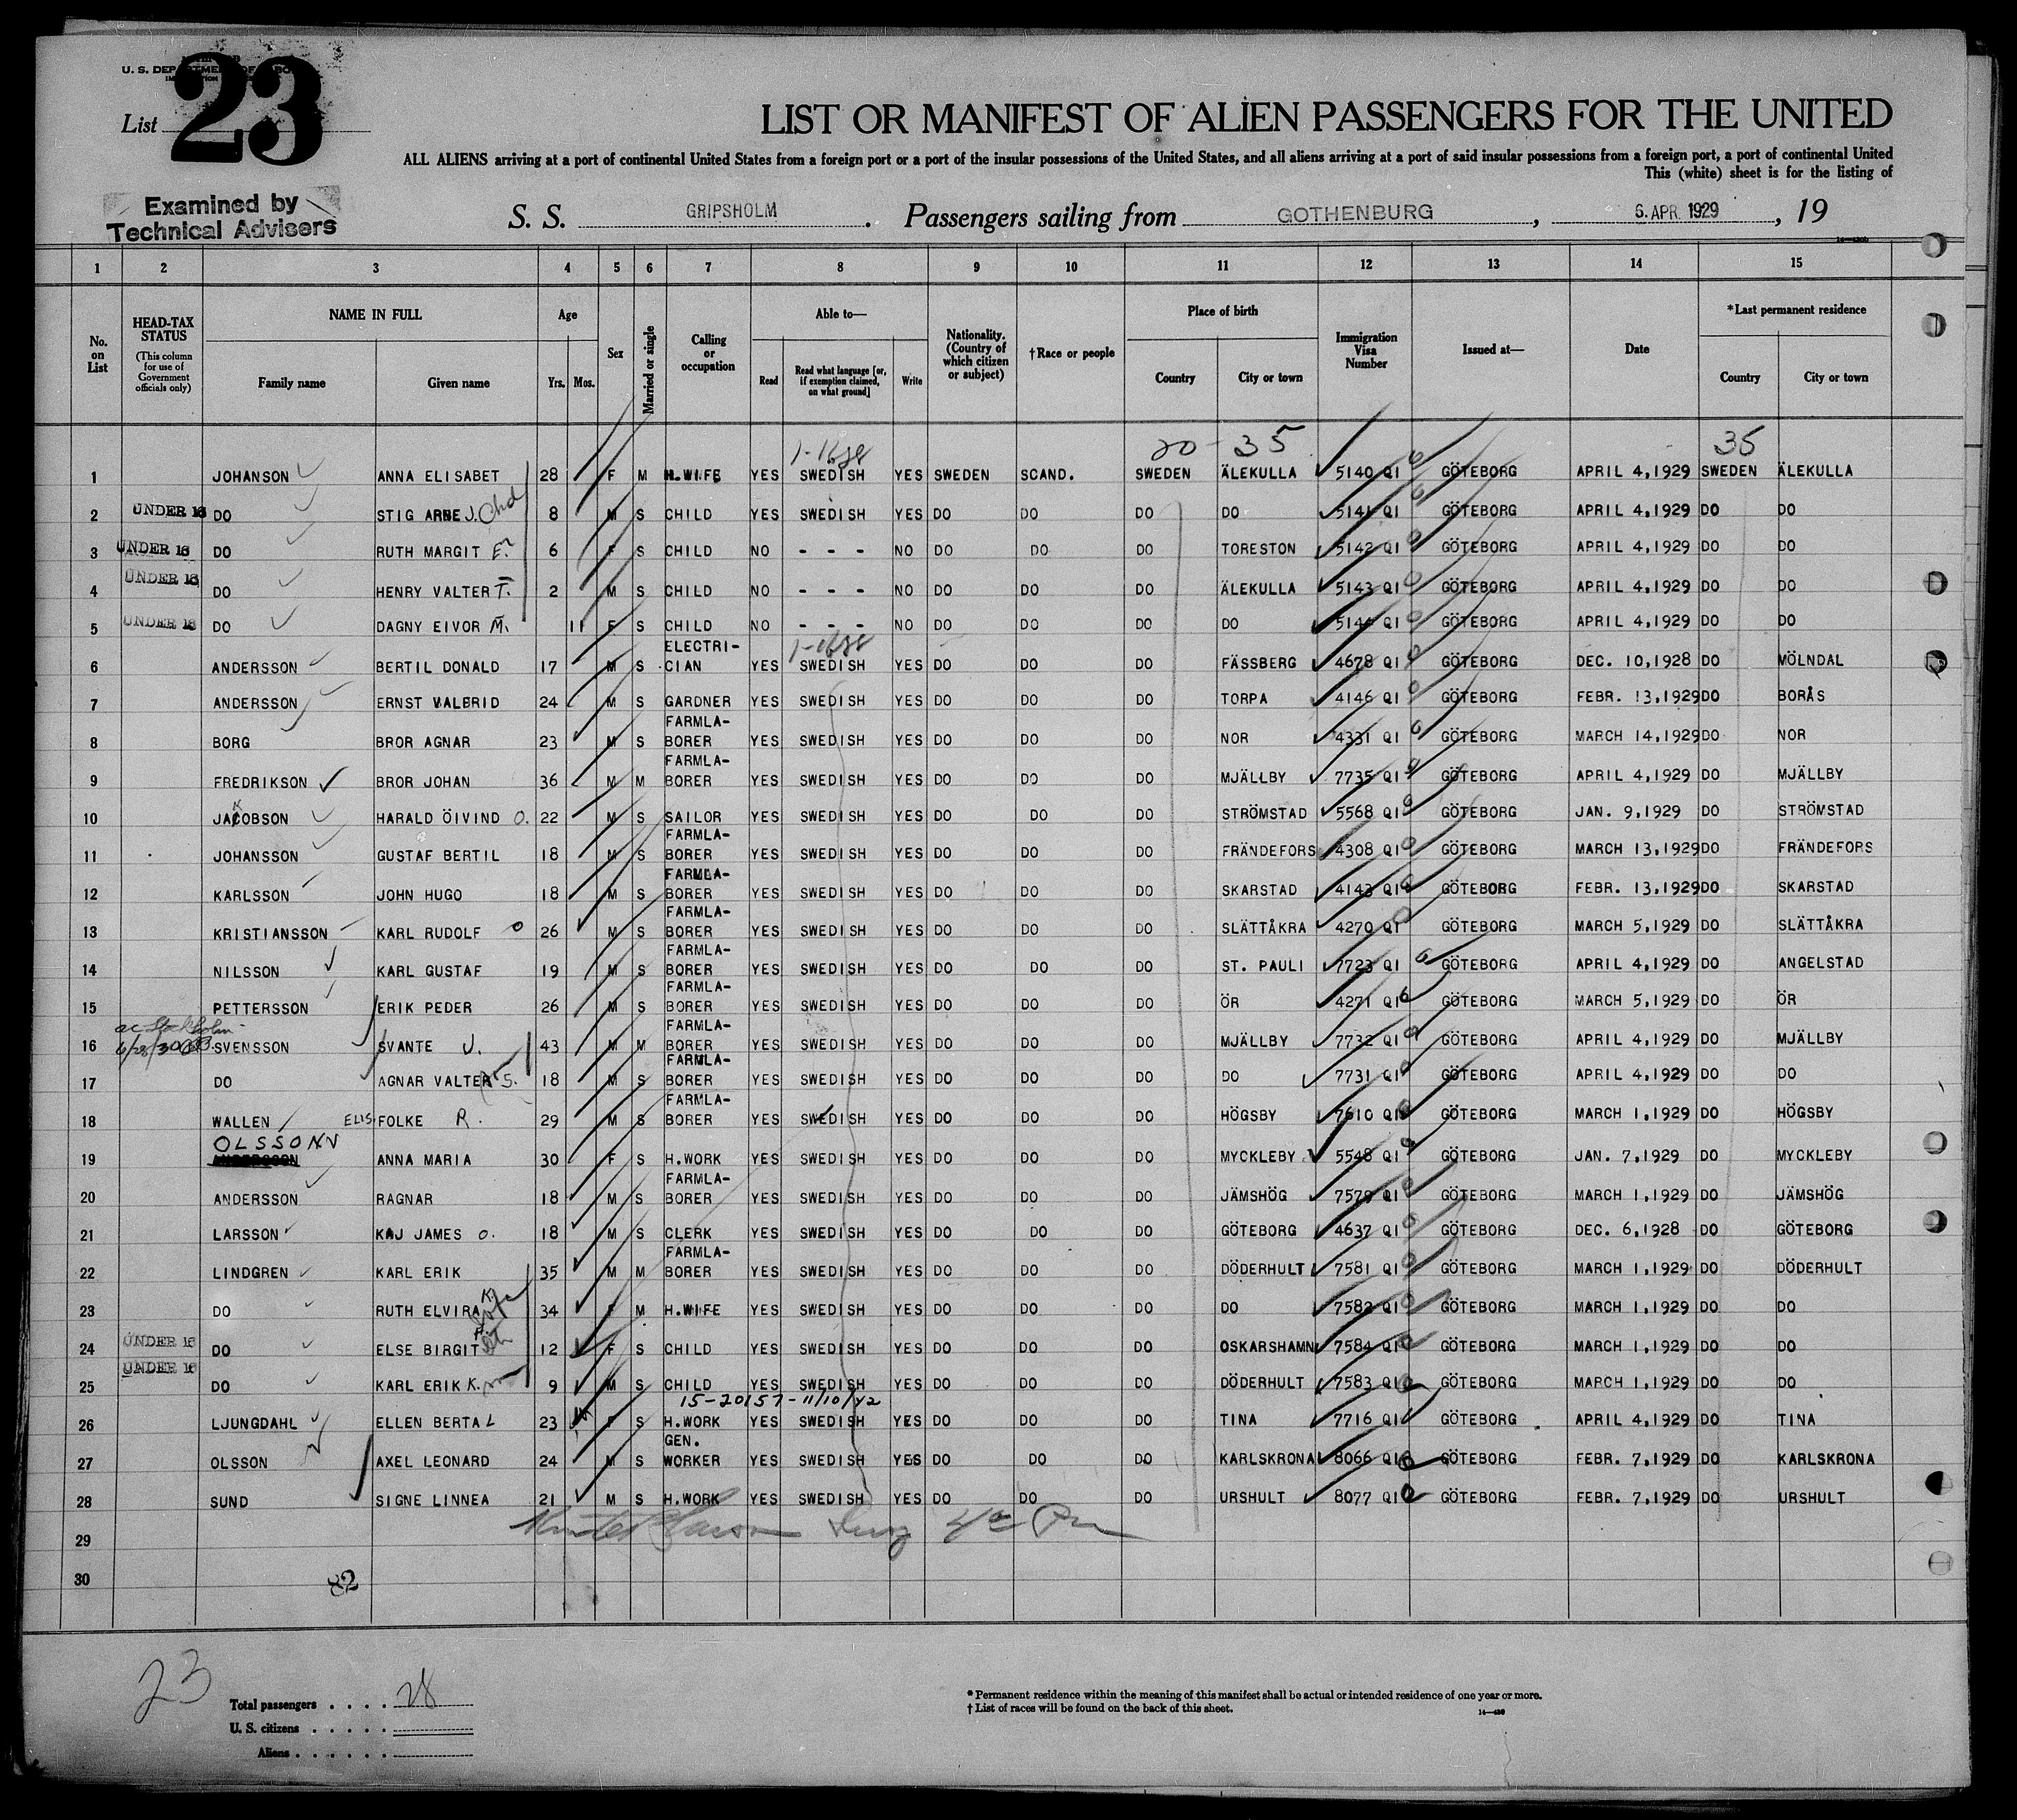 U. S. DEPARTMENT OF LABOR
List 23
LIST OR MANIFEST OF ALIEN PASSENGERS FOR THE UNITED
ALL ALIENS arriving at a port of continental United States from a foreign port or a port of the insular possessions of the United States, and all aliens arriving at a port of said insular possessions from a foreign port, a port of continental United
This (white) sheet is for the listing of
Examined by
Technical Advisers
S. S. GRIPSHOLM. Passengers sailing from GOTHENBURG, 6. APR. 1929, 19
1 2 3 4 5 6 7 8 9 10 11 12 13 14 15
No. on List
HEAD-TAX STATUS
(This column for use of Government officials only)
NAME IN FULL
Family name
Given name
Age
Yrs. Mos.
Sex
Married or single
Calling or occupation
Able to—
Read
Read what language [or, if exemption claimed, on what ground]
Write
Nationality. (Country of which citizen or subject)
†Race or people
Place of birth
Country
City or town
Immigration Visa Number
Issued at—
Date
*Last permanent residence
Country
City or town
20 - 35 35
1 JOHANSON ANNA ELISABET 28 F M H.WIFE YES SWEDISH YES SWEDEN SCAND. SWEDEN ÄLEKULLA 5140 QI GÖTEBORG APRIL 4,1929 SWEDEN ÄLEKULLA
2 UNDER 16 DO STIG ARNE J. 8 M S CHILD YES SWEDISH YES DO DO DO DO 5141 QI GÖTEBORG APRIL 4,1929 DO DO
3 UNDER 16 DO RUTH MARGIT E. 6 F S CHILD NO - - - NO DO DO DO TORESTON 5142 QI GÖTEBORG APRIL 4,1929 DO DO
4 UNDER 16 DO HENRY VALTER T. 2 M S CHILD NO - - - NO DO DO DO ÄLEKULLA 5143 QI GÖTEBORG APRIL 4,1929 DO DO
5 UNDER 16 DO DAGNY EIVOR M. 11 F S CHILD NO - - - NO DO DO DO DO 5144 QI GÖTEBORG APRIL 4,1929 DO DO
6 ANDERSSON BERTIL DONALD 17 M S ELECTRI-CIAN YES SWEDISH YES DO DO DO FÄSSBERG 4678 QI GÖTEBORG DEC. 10,1928 DO MÖLNDAL
7 ANDERSSON ERNST VALBRID 24 M S GARDNER YES SWEDISH YES DO DO DO TORPA 4146 QI GÖTEBORG FEBR. 13,1929 DO BORÅS
8 BORG BROR AGNAR 23 M S FARMLA-BORER YES SWEDISH YES DO DO DO NOR 4331 QI GÖTEBORG MARCH 14,1929 DO NOR
9 FREDRIKSON BROR JOHAN 36 M M FARMLA-BORER YES SWEDISH YES DO DO DO MJÄLLBY 7735 QI GÖTEBORG APRIL 4,1929 DO MJÄLLBY
10 JAKOBSON HARALD ÖIVIND O. 22 M S SAILOR YES SWEDISH YES DO DO DO STRÖMSTAD 5568 QI GÖTEBORG JAN. 9,1929 DO STRÖMSTAD
11 JOHANSSON GUSTAF BERTIL 18 M S FARMLA-BORER YES SWEDISH YES DO DO DO FRÄNDEFORS 4308 QI GÖTEBORG MARCH 13,1929 DO FRÄNDEFORS
12 KARLSSON JOHN HUGO 18 M S FARMLA-BORER YES SWEDISH YES DO DO DO SKARSTAD 4143 QI GÖTEBORG FEBR. 13,1929 DO SKARSTAD
13 KRISTIANSSON KARL RUDOLF O 26 M S FARMLA-BORER YES SWEDISH YES DO DO DO SLÄTTÅKRA 4270 QI GÖTEBORG MARCH 5,1929 DO SLÄTTÅKRA
14 NILSSON KARL GUSTAF 19 M S FARMLA-BORER YES SWEDISH YES DO DO DO ST. PAULI 7723 QI GÖTEBORG APRIL 4,1929 DO ANGELSTAD
15 PETTERSSON ERIK PEDER 26 M S FARMLA-BORER YES SWEDISH YES DO DO DO ÖR 4271 QI GÖTEBORG MARCH 5,1929 DO ÖR
16 SVENSSON SVANTE J. 43 M M FARMLA-BORER YES SWEDISH YES DO DO DO MJÄLLBY 7732 QI GÖTEBORG APRIL 4,1929 DO MJÄLLBY
17 DO AGNAR VALTER S. 18 M S FARMLA-BORER YES SWEDISH YES DO DO DO DO 7731 QI GÖTEBORG APRIL 4,1929 DO DO
18 WALLEN ELIS. FOLKE R. 29 M S FARMLA-BORER YES SWEDISH YES DO DO DO HÖGSBY 7610 QI GÖTEBORG MARCH 1,1929 DO HÖGSBY
19 OLSSONN ANNA MARIA 30 F S H.WORK YES SWEDISH YES DO DO DO MYCKLEBY 5548 QI GÖTEBORG JAN. 7,1929 DO MYCKLEBY
20 ANDERSSON RAGNAR 18 M S FARMLA-BORER YES SWEDISH YES DO DO DO JÄMSHÖG 7579 QI GÖTEBORG MARCH 1,1929 DO JÄMSHÖG
21 LARSSON KAJ JAMES O. 18 M S CLERK YES SWEDISH YES DO DO DO GÖTEBORG 4637 QI GÖTEBORG DEC. 6,1928 DO GÖTEBORG
22 LINDGREN KARL ERIK 35 M M FARMLA-BORER YES SWEDISH YES DO DO DO DÖDERHULT 7581 QI GÖTEBORG MARCH 1,1929 DO DÖDERHULT
23 DO RUTH ELVIRA K. 34 F M H.WIFE YES SWEDISH YES DO DO DO DO 7582 QI GÖTEBORG MARCH 1,1929 DO DO
24 UNDER 16 DO ELSE BIRGIT 12 F S CHILD YES SWEDISH YES DO DO DO OSKARSHAMN 7584 QI GÖTEBORG MARCH 1,1929 DO DO
25 UNDER 16 DO KARL ERIK K. 9 M S CHILD YES SWEDISH YES DO DO DO DÖDERHULT 7583 QI GÖTEBORG MARCH 1,1929 DO DO
15-20157-11/10/42
26 LJUNGDAHL ELLEN BERTA L 23 F S H.WORK YES SWEDISH YES DO DO DO TINA 7716 QI GÖTEBORG APRIL 4,1929 DO TINA
27 OLSSON AXEL LEONARD 24 M S GEN. WORKER YES SWEDISH YES DO DO DO KARLSKRONA 8066 QI GÖTEBORG FEBR. 7,1929 DO KARLSKRONA
28 SUND SIGNE LINNEA 21 M S H.WORK YES SWEDISH YES DO DO DO URSHULT 8077 QI GÖTEBORG FEBR. 7,1929 DO URSHULT
29
30
82
23
Total passengers . . . . 28
U. S. citizens . . . . .
Aliens . . . . . .
* Permanent residence within the meaning of this manifest shall be actual or intended residence of one year or more.
† List of races will be found on the back of this sheet.